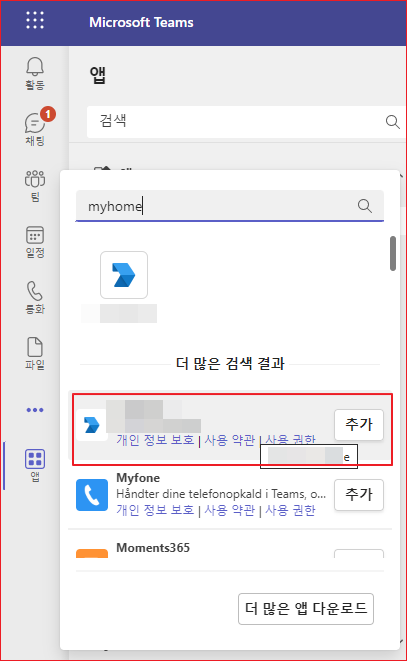 Microsoft Teams
활동
앱
1
채팅
검색
팀
myhome
일정
통화
파일
더 많은 검색 결과
추가
개인 정보 보호 | 사용 약관 | 사용 권한
e
앱
Myfone
Håndter dine telefonopkald i Teams, o...
추가
개인 정보 보호 | 사용 약관 | 사용 권한
Moments365
더 많은 앱 다운로드